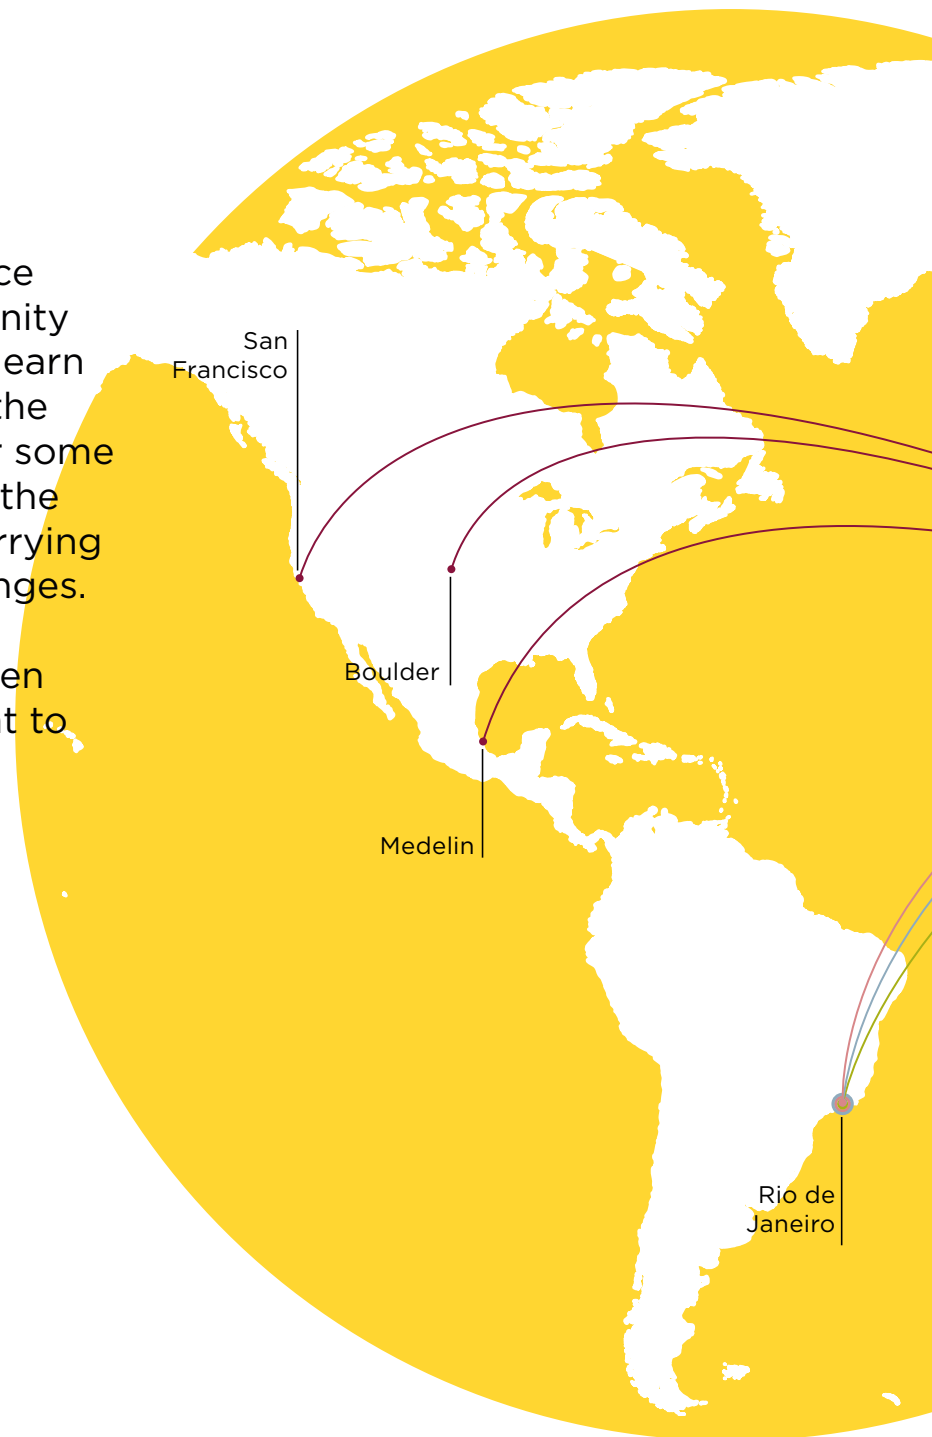 ce
nity
earn
the
r some
the
rrying
nges.
en
t to
San
Francisco
Boulder
Medelin
Rio de
Janeiro